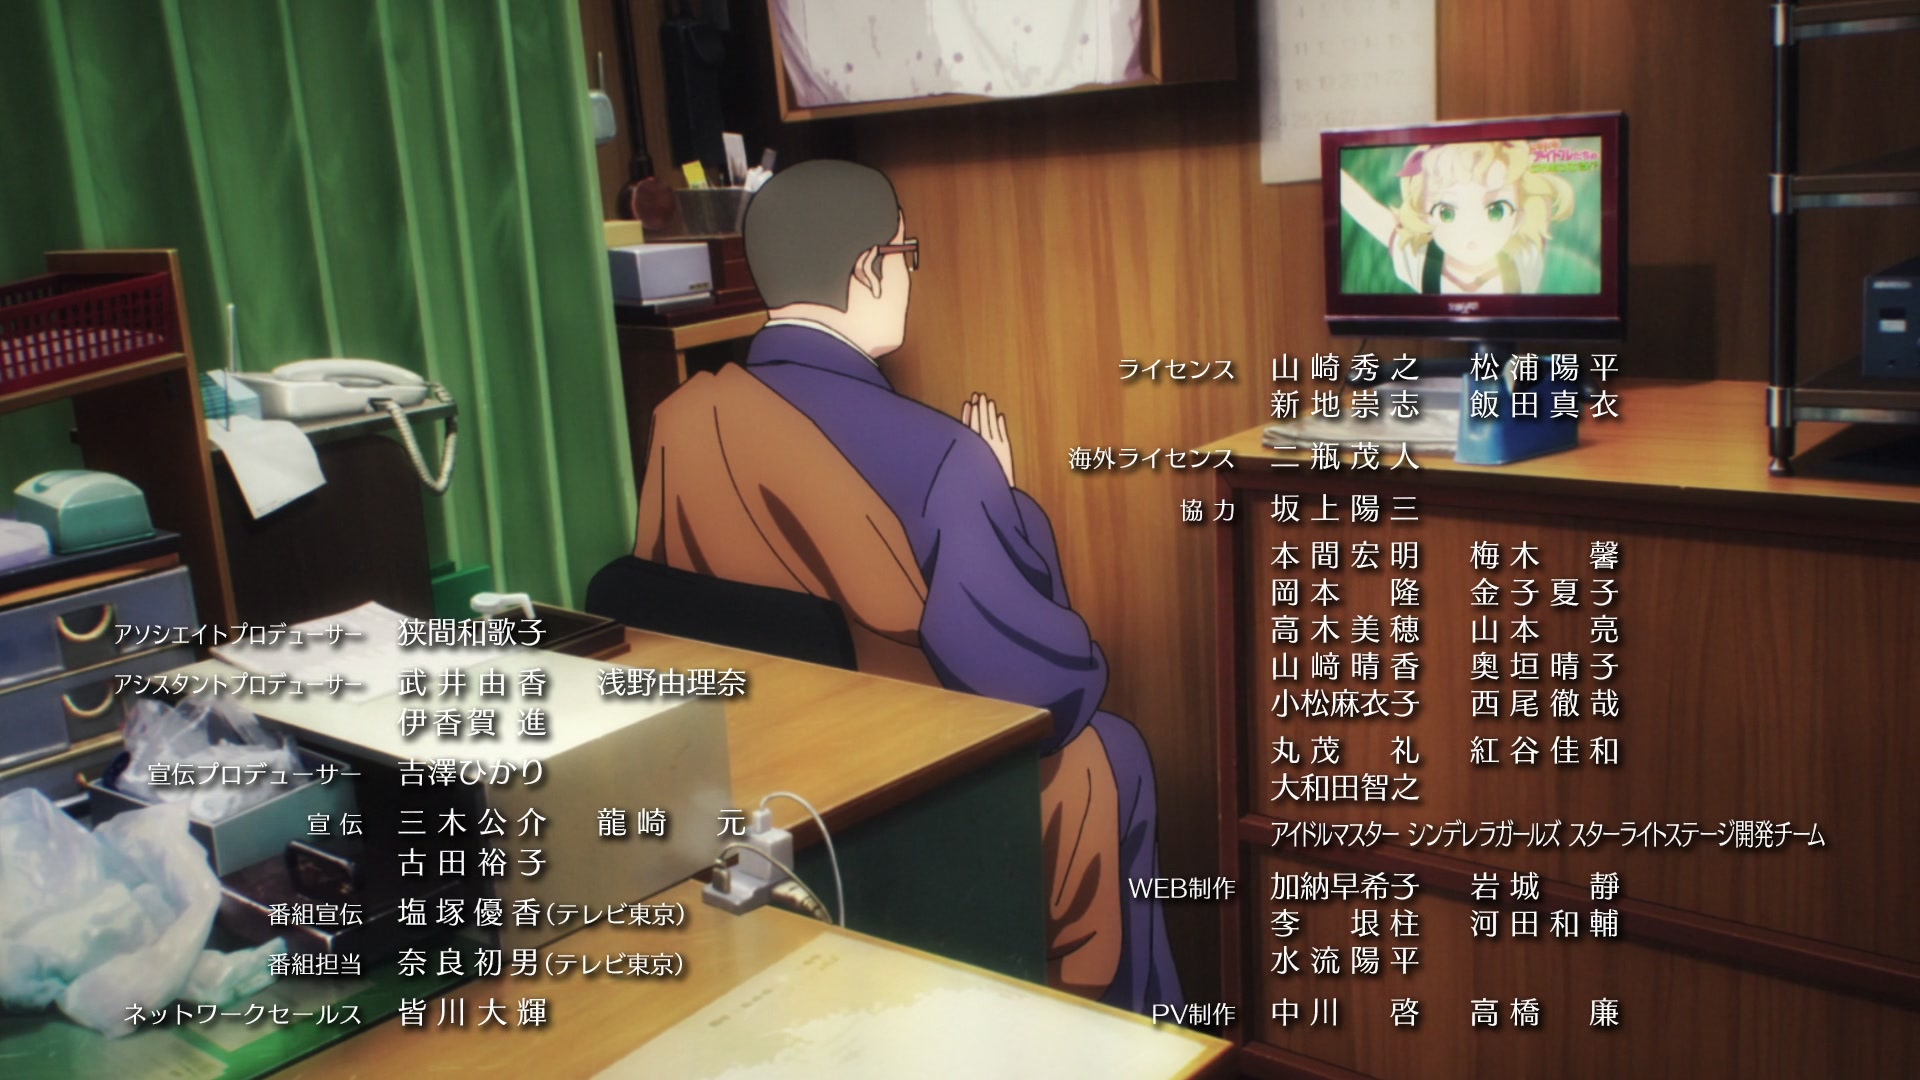 アイドルたちの
ライセンス 山崎秀之 松浦陽平
新地崇志 飯田真衣
海外ライセンス 二瓶茂人
協力 坂上陽三
本間宏明 梅木馨
岡本隆 金子夏子
高木美穂 山本亮
山﨑晴香 奥垣晴子
小松麻衣子 西尾徹哉
丸茂礼 紅谷佳和
大和田智之
アイドルマスター シンデレラガールズ スターライトステージ開発チーム
WEB制作 加納早希子 岩城靜
李垠柱 河田和輔
水流陽平
PV制作 中川啓 高橋廉
アソシエイトプロデューサー 狭間和歌子
アシスタントプロデューサー 武井由香 浅野由理奈
伊香賀進
宣伝プロデューサー 吉澤ひかり
宣伝 三木公介 龍崎元
古田裕子
番組宣伝 塩塚優香(テレビ東京)
番組担当 奈良初男(テレビ東京)
ネットワークセールス 皆川大輝